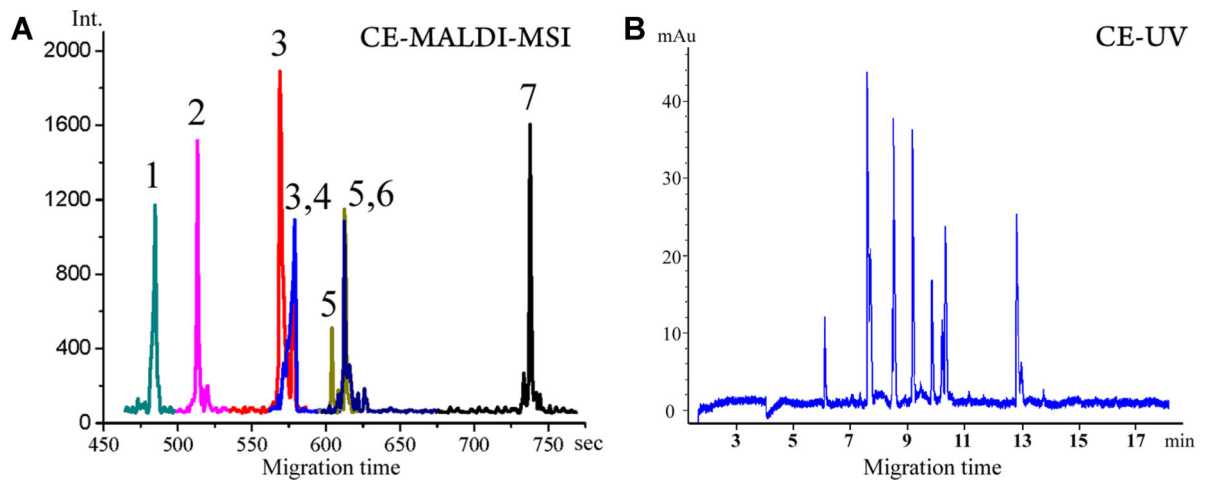 A
Int.
CE-MALDI-MSI
2000
1600
1200
800
400
0
1
2
3
3,4
5
5,6
7
450 500 550 600 650 700 750 sec
Migration time
B
mAu
CE-UV
40
30
20
10
0
3 5 7 9 11 13 15 17 min
Migration time